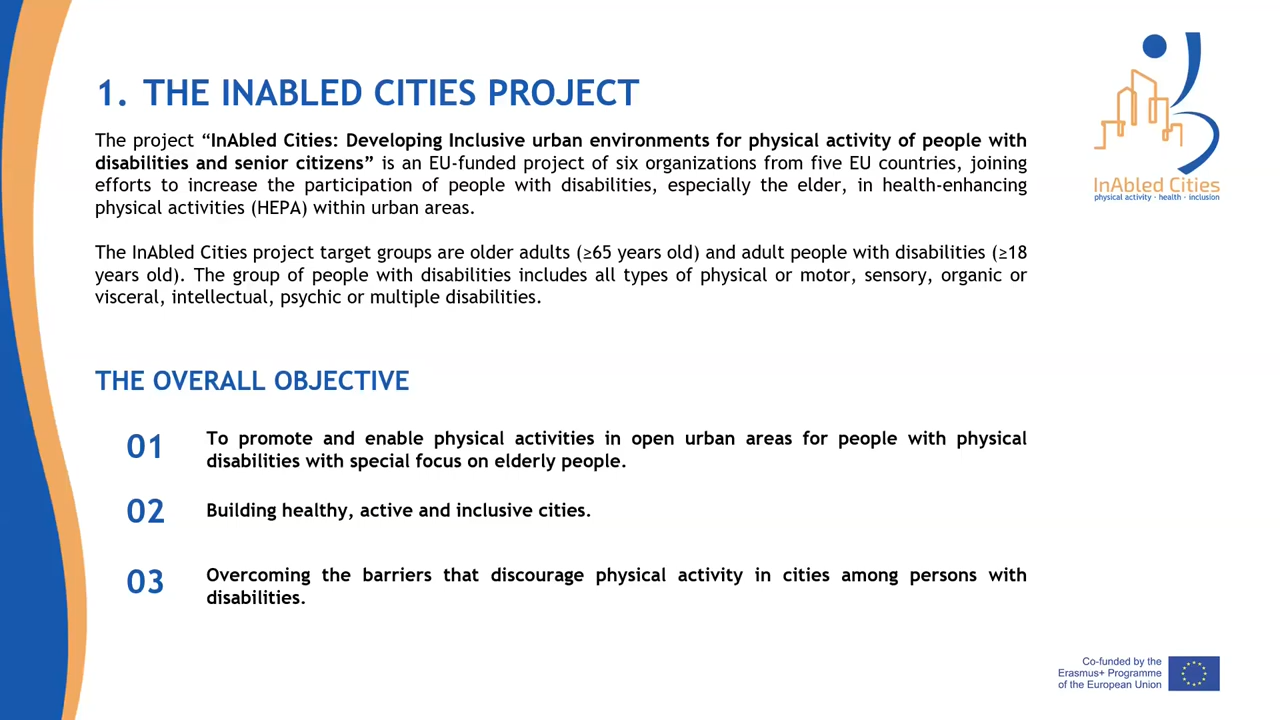 1. THE INABLED CITIES PROJECT
The project “InAbled Cities: Developing Inclusive urban environments for physical activity of people with
disabilities and senior citizens” is an EU-funded project of six organizations from five EU countries, joining
efforts to increase the participation of people with disabilities, especially the elder, in health-enhancing
physical activities (HEPA) within urban areas.
The InAbled Cities project target groups are older adults (≥65 years old) and adult people with disabilities (≥18
years old). The group of people with disabilities includes all types of physical or motor, sensory, organic or
visceral, intellectual, psychic or multiple disabilities.
InAbled Cities
physical activity · health · inclusion
THE OVERALL OBJECTIVE
01
To promote and enable physical activities in open urban areas for people with physical
disabilities with special focus on elderly people.
02
Building healthy, active and inclusive cities.
03
Overcoming the barriers that discourage physical activity in cities among persons with
disabilities.
Co-funded by the
Erasmus+ Programme
of the European Union